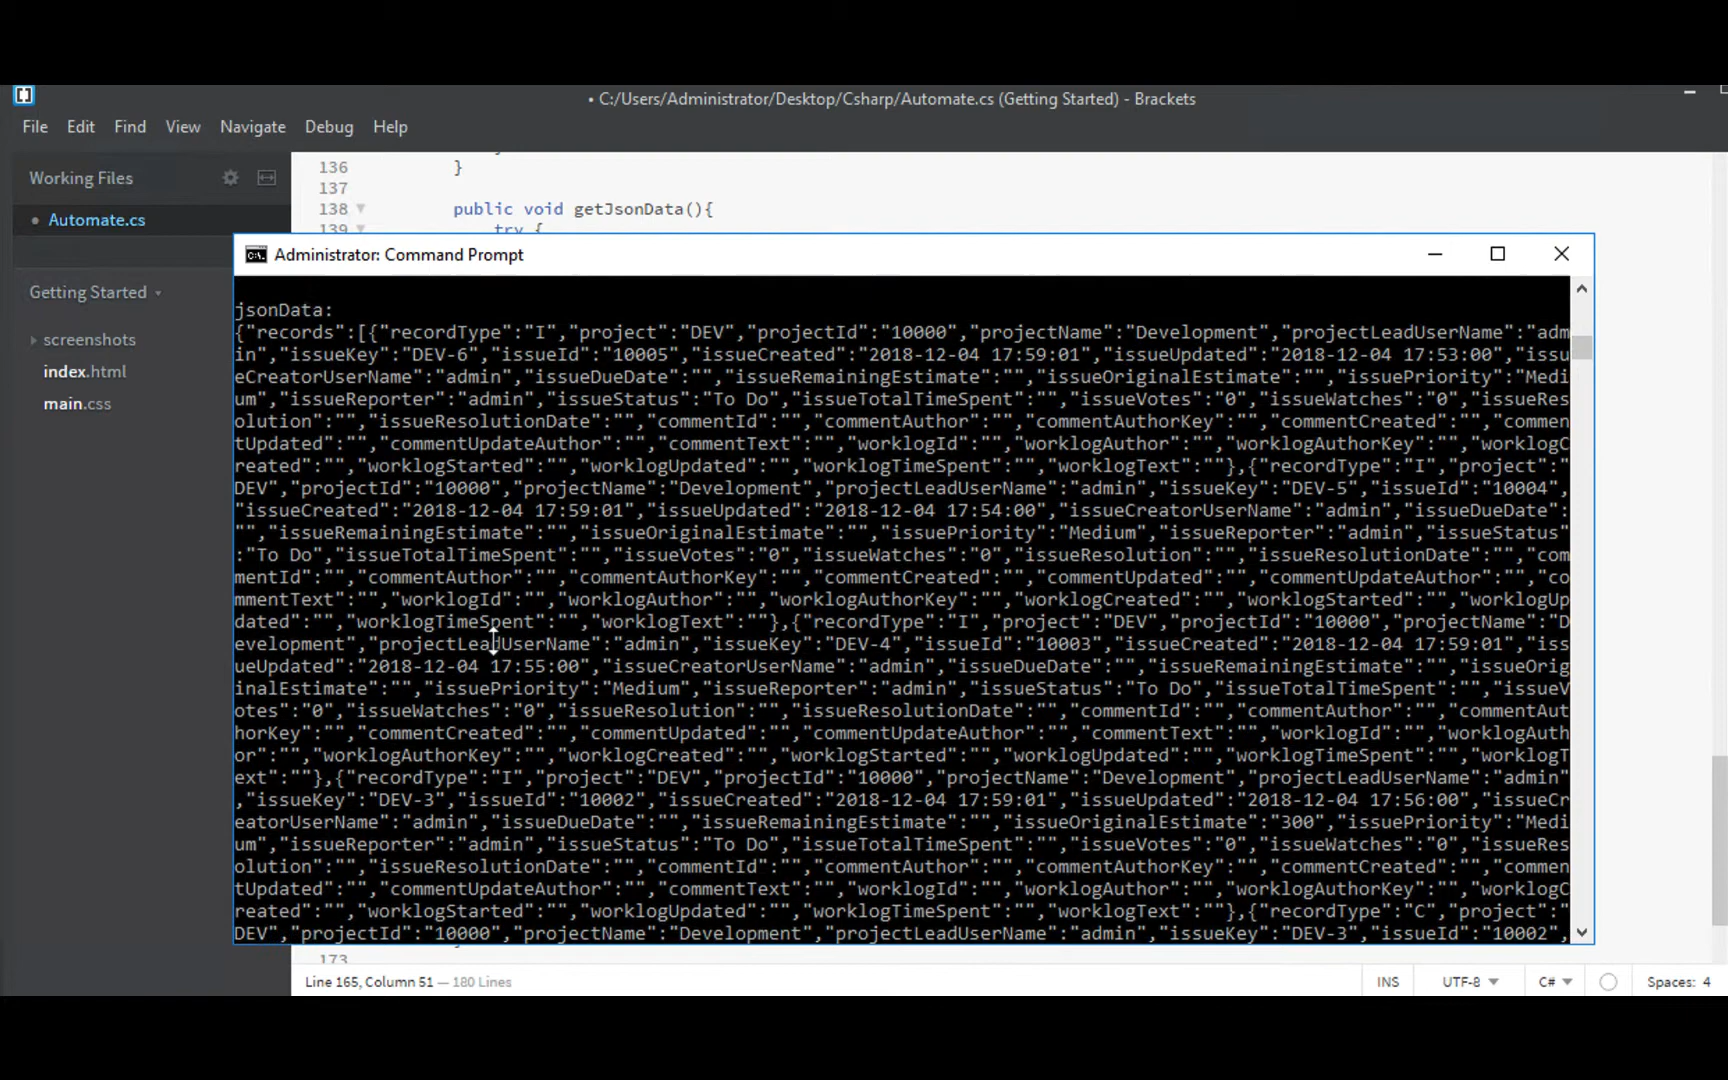 • C:/Users/Administrator/Desktop/Csharp/Automate.cs (Getting Started) - Brackets
File Edit Find View Navigate Debug Help
Working Files
• Automate.cs
Getting Started
screenshots
index.html
main.css
136 }
137
138 public void getJsonData(){
139 try {
Administrator: Command Prompt
jsonData:
{"records":[{"recordType":"I","project":"DEV","projectId":"10000","projectName":"Development","projectLeadUserName":"adm
in","issueKey":"DEV-6","issueId":"10005","issueCreated":"2018-12-04 17:59:01","issueUpdated":"2018-12-04 17:53:00","issu
eCreatorUserName":"admin","issueDueDate":"","issueRemainingEstimate":"","issueOriginalEstimate":"","issuePriority":"Medi
um","issueReporter":"admin","issueStatus":"To Do","issueTotalTimeSpent":"","issueVotes":"0","issueWatches":"0","issueRes
olution":"","issueResolutionDate":"","commentId":"","commentAuthor":"","commentAuthorKey":"","commentCreated":"","commen
tUpdated":"","commentUpdateAuthor":"","commentText":"","worklogId":"","worklogAuthor":"","worklogAuthorKey":"","worklogC
reated":"","worklogStarted":"","worklogUpdated":"","worklogTimeSpent":"","worklogText":""},{"recordType":"I","project":"
DEV","projectId":"10000","projectName":"Development","projectLeadUserName":"admin","issueKey":"DEV-5","issueId":"10004",
"issueCreated":"2018-12-04 17:59:01","issueUpdated":"2018-12-04 17:54:00","issueCreatorUserName":"admin","issueDueDate":
"","issueRemainingEstimate":"","issueOriginalEstimate":"","issuePriority":"Medium","issueReporter":"admin","issueStatus"
:"To Do","issueTotalTimeSpent":"","issueVotes":"0","issueWatches":"0","issueResolution":"","issueResolutionDate":"","com
mentId":"","commentAuthor":"","commentAuthorKey":"","commentCreated":"","commentUpdated":"","commentUpdateAuthor":"","co
mmentText":"","worklogId":"","worklogAuthor":"","worklogAuthorKey":"","worklogCreated":"","worklogStarted":"","worklogUp
dated":"","worklogTimeSpent":"","worklogText":""},{"recordType":"I","project":"DEV","projectId":"10000","projectName":"D
evelopment","projectLeadUserName":"admin","issueKey":"DEV-4","issueId":"10003","issueCreated":"2018-12-04 17:59:01","iss
ueUpdated":"2018-12-04 17:55:00","issueCreatorUserName":"admin","issueDueDate":"","issueRemainingEstimate":"","issueOrig
inalEstimate":"","issuePriority":"Medium","issueReporter":"admin","issueStatus":"To Do","issueTotalTimeSpent":"","issueV
otes":"0","issueWatches":"0","issueResolution":"","issueResolutionDate":"","commentId":"","commentAuthor":"","commentAut
horKey":"","commentCreated":"","commentUpdated":"","commentUpdateAuthor":"","commentText":"","worklogId":"","worklogAuth
or":"","worklogAuthorKey":"","worklogCreated":"","worklogStarted":"","worklogUpdated":"","worklogTimeSpent":"","worklogT
ext":""},{"recordType":"I","project":"DEV","projectId":"10000","projectName":"Development","projectLeadUserName":"admin"
,"issueKey":"DEV-3","issueId":"10002","issueCreated":"2018-12-04 17:59:01","issueUpdated":"2018-12-04 17:56:00","issueCr
eatorUserName":"admin","issueDueDate":"","issueRemainingEstimate":"","issueOriginalEstimate":"300","issuePriority":"Medi
um","issueReporter":"admin","issueStatus":"To Do","issueTotalTimeSpent":"","issueVotes":"0","issueWatches":"0","issueRes
olution":"","issueResolutionDate":"","commentId":"","commentAuthor":"","commentAuthorKey":"","commentCreated":"","commen
tUpdated":"","commentUpdateAuthor":"","commentText":"","worklogId":"","worklogAuthor":"","worklogAuthorKey":"","worklogC
reated":"","worklogStarted":"","worklogUpdated":"","worklogTimeSpent":"","worklogText":""},{"recordType":"C","project":"
DEV","projectId":"10000","projectName":"Development","projectLeadUserName":"admin","issueKey":"DEV-3","issueId":"10002",
173
Line 165, Column 51 — 180 Lines
INS UTF-8 C# Spaces: 4